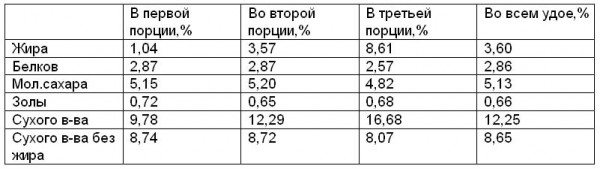 В первой порции,% Во второй порции,% В третьей порции,% Во всем удое,%
Жира 1,04 3,57 8,61 3,60
Белков 2,87 2,87 2,57 2,86
Мол.сахара 5,15 5,20 4,82 5,13
Золы 0,72 0,65 0,68 0,66
Сухого в-ва 9,78 12,29 16,68 12,25
Сухого в-ва без жира 8,74 8,72 8,07 8,65